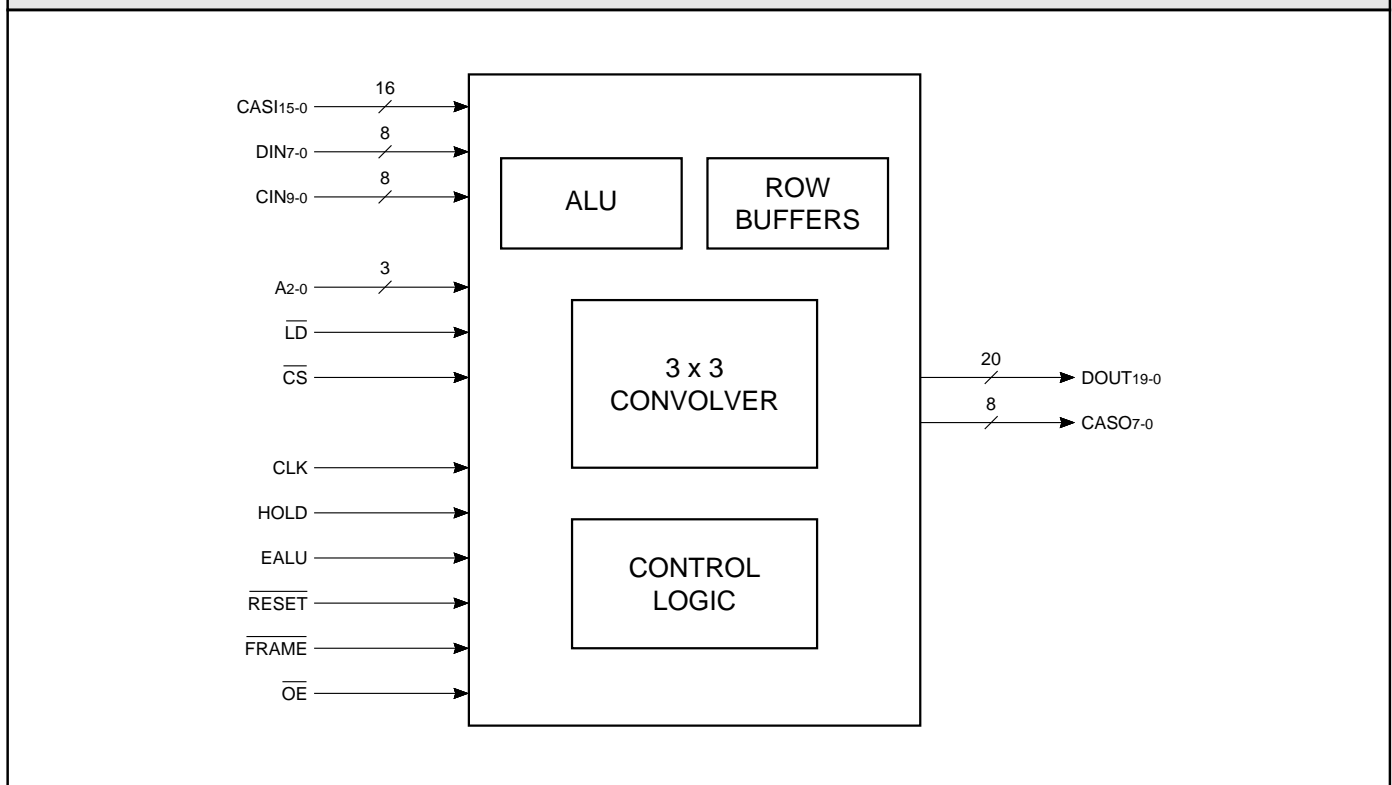 16
CASI15-0
8
DIN7-0
8
CIN9-0
ALU
ROW
BUFFERS
3
A2-0
LD
CS
3 x 3
CONVOLVER
20
DOUT19-0
8
CASO7-0
CLK
HOLD
EALU
RESET
FRAME
OE
CONTROL
LOGIC